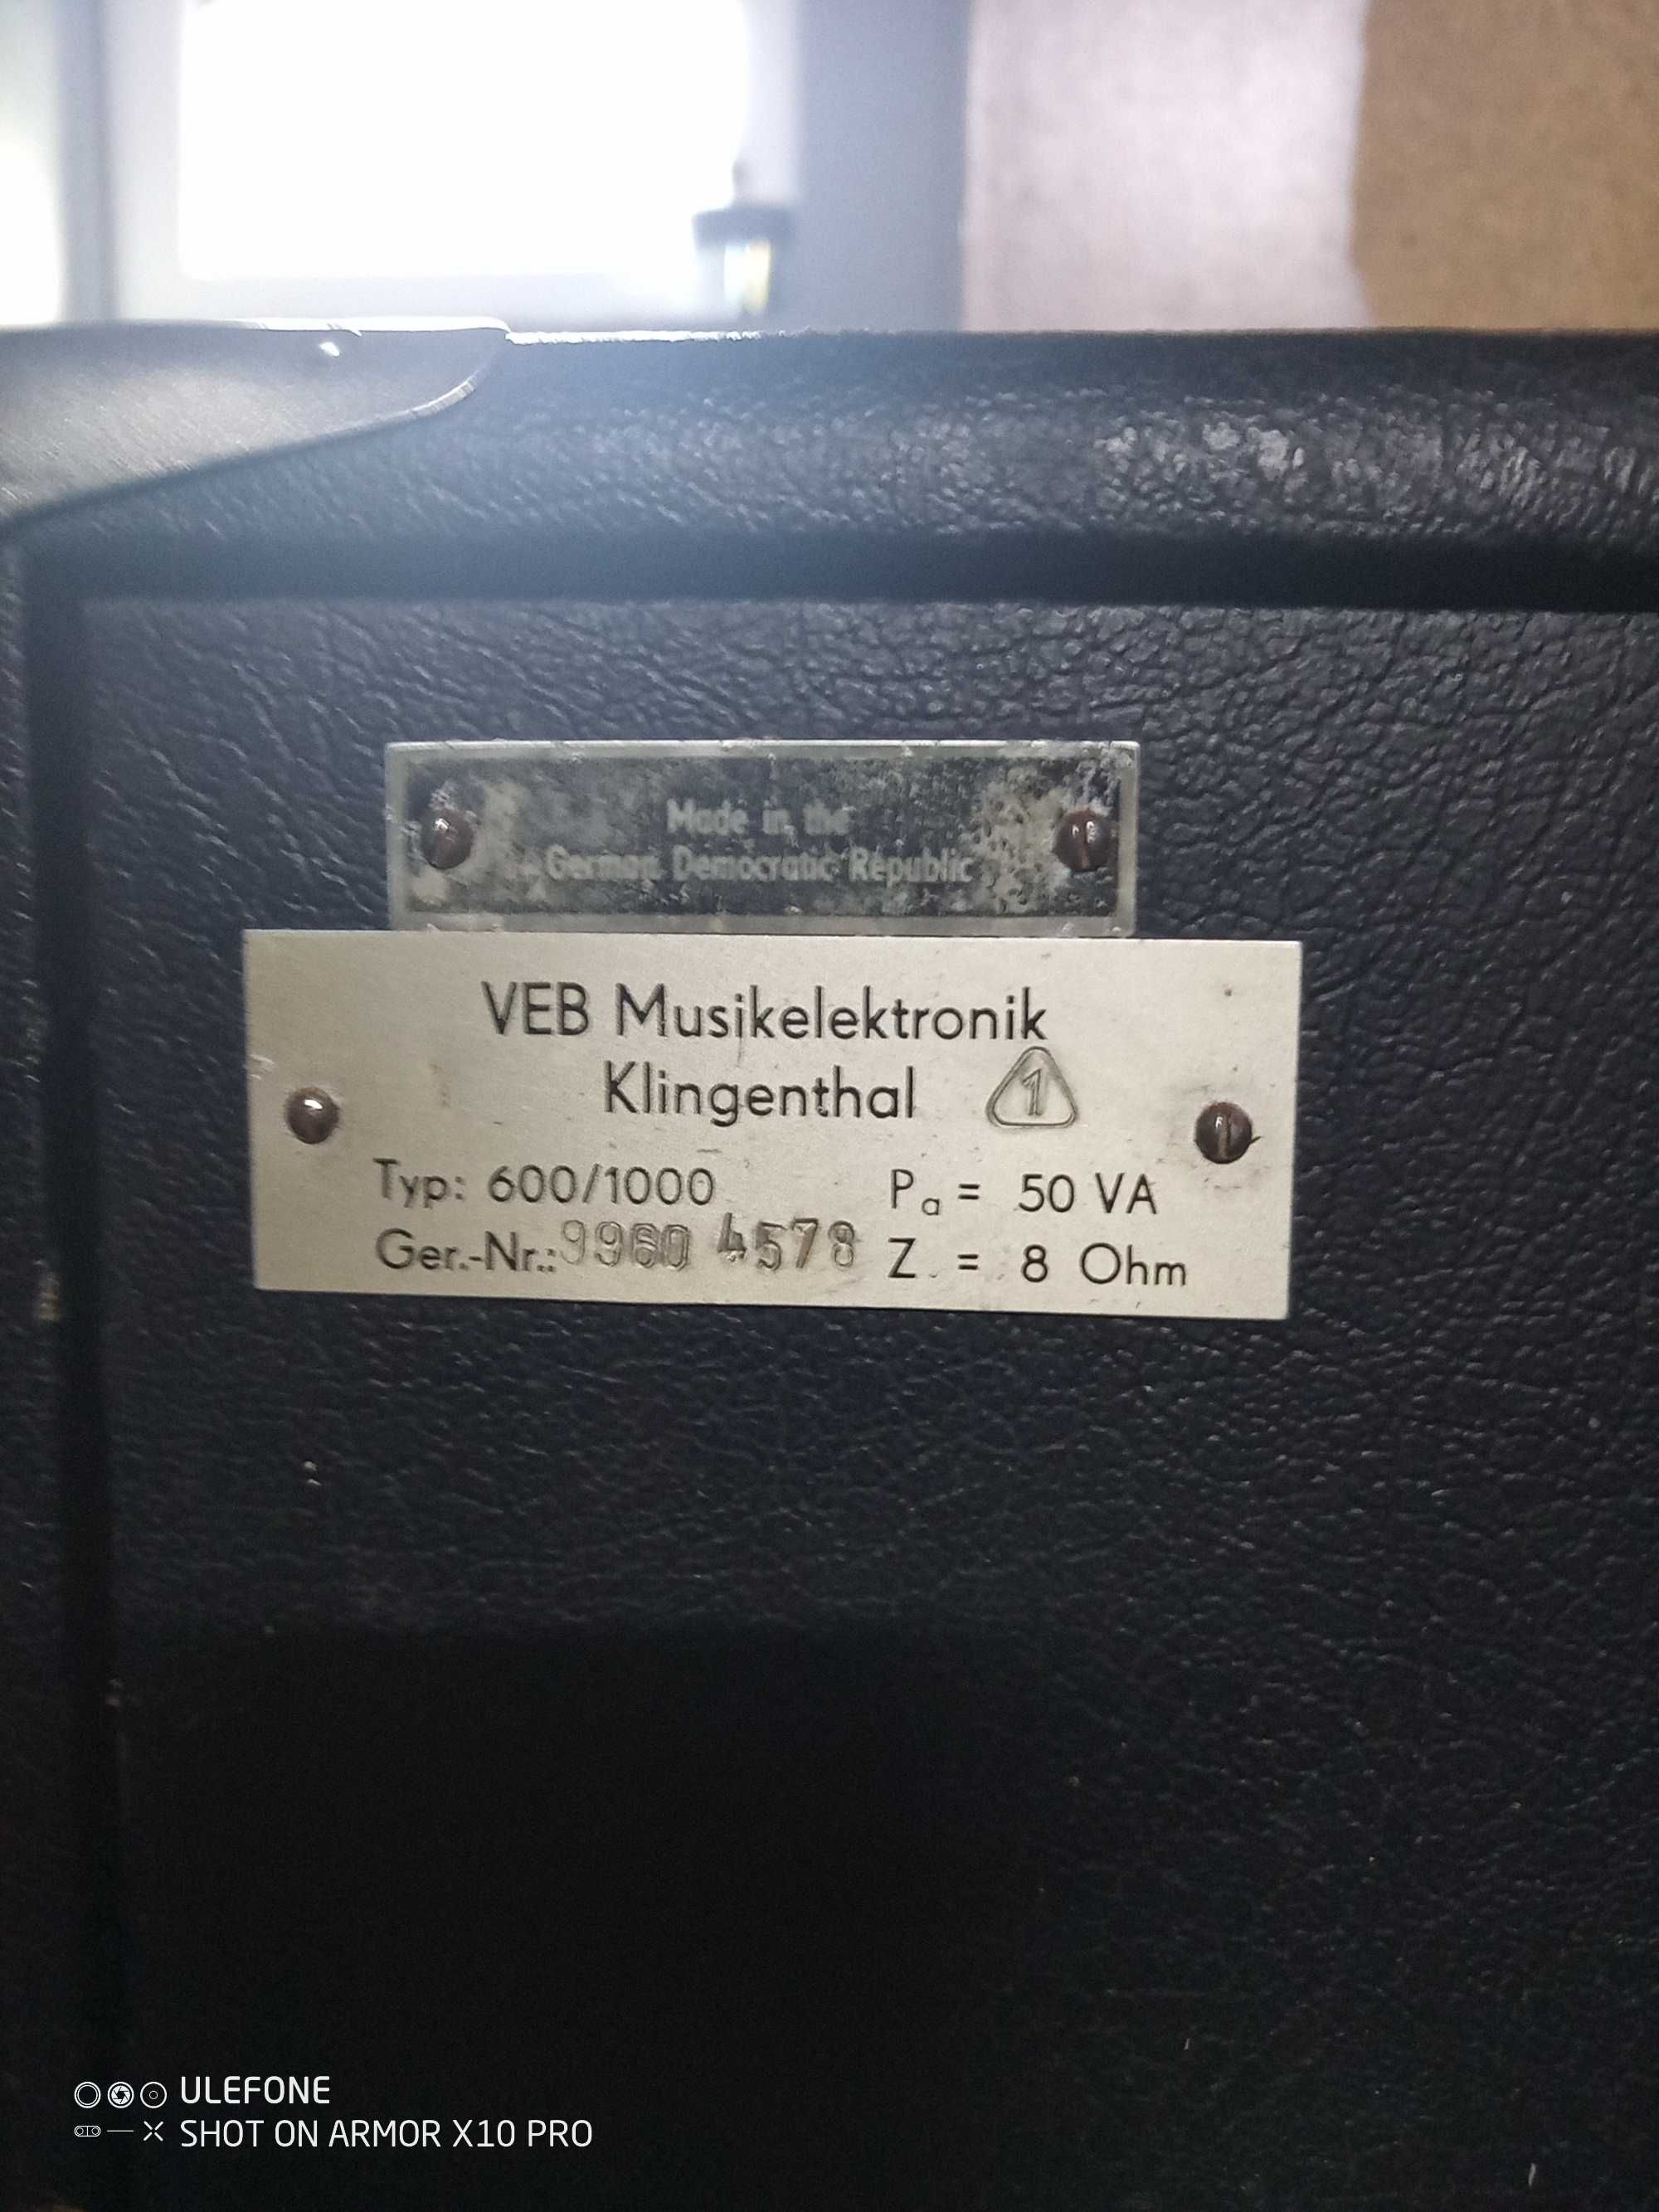 Made in the
German Democratic Republic
VEB Musikelektronik
Klingenthal 1
Typ: 600/1000 Pa = 50 VA
Ger.-Nr.: 9960 4578 Z = 8 Ohm
ULEFONE
SHOT ON ARMOR X10 PRO